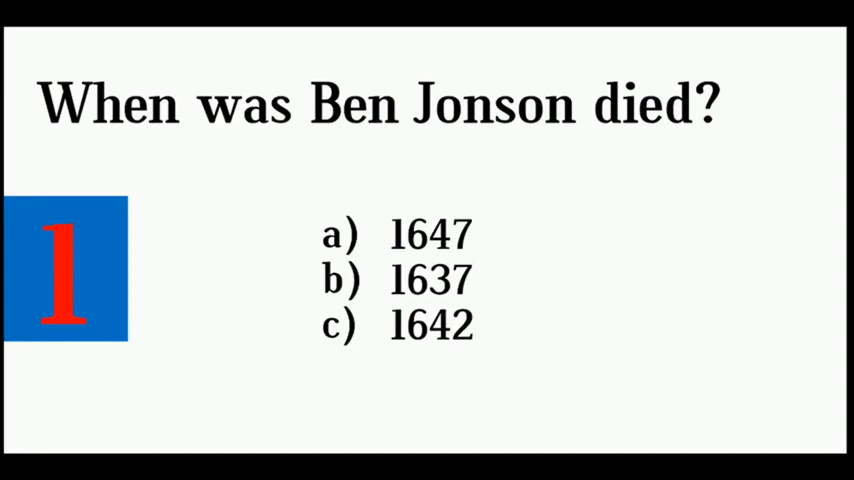 When was Ben Jonson died?
1
a) 1647
b) 1637
c) 1642